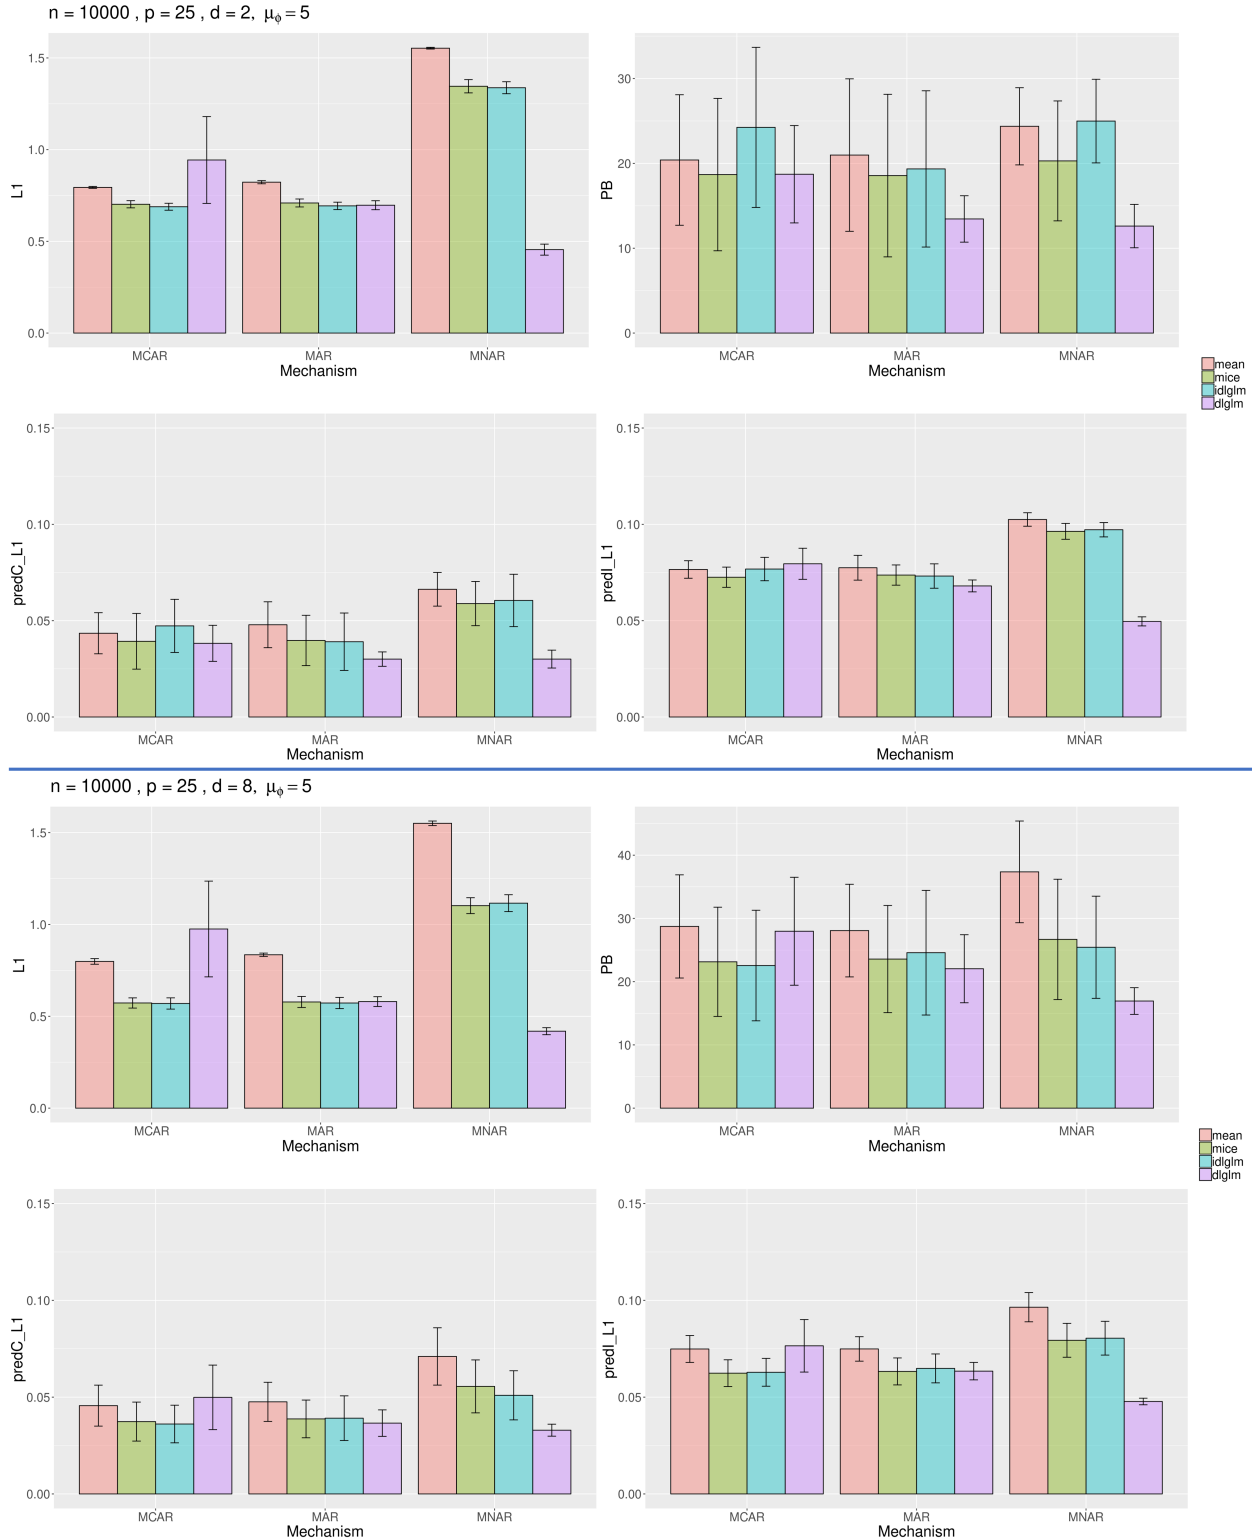 n = 10000 , p = 25 , d = 2, μϕ = 5
L1
1.5
1.0
0.5
0.0
MCAR
MAR
MNAR
Mechanism
PB
30
20
10
0
MCAR
MAR
MNAR
Mechanism
mean
mice
idlglm
dlglm
predC_L1
0.15
0.10
0.05
0.00
MCAR
MAR
MNAR
Mechanism
predI_L1
0.15
0.10
0.05
0.00
MCAR
MAR
MNAR
Mechanism
n = 10000 , p = 25 , d = 8, μϕ = 5
L1
1.5
1.0
0.5
0.0
MCAR
MAR
MNAR
Mechanism
PB
40
30
20
10
0
MCAR
MAR
MNAR
Mechanism
mean
mice
idlglm
dlglm
predC_L1
0.15
0.10
0.05
0.00
MCAR
MAR
MNAR
Mechanism
predI_L1
0.15
0.10
0.05
0.00
MCAR
MAR
MNAR
Mechanism